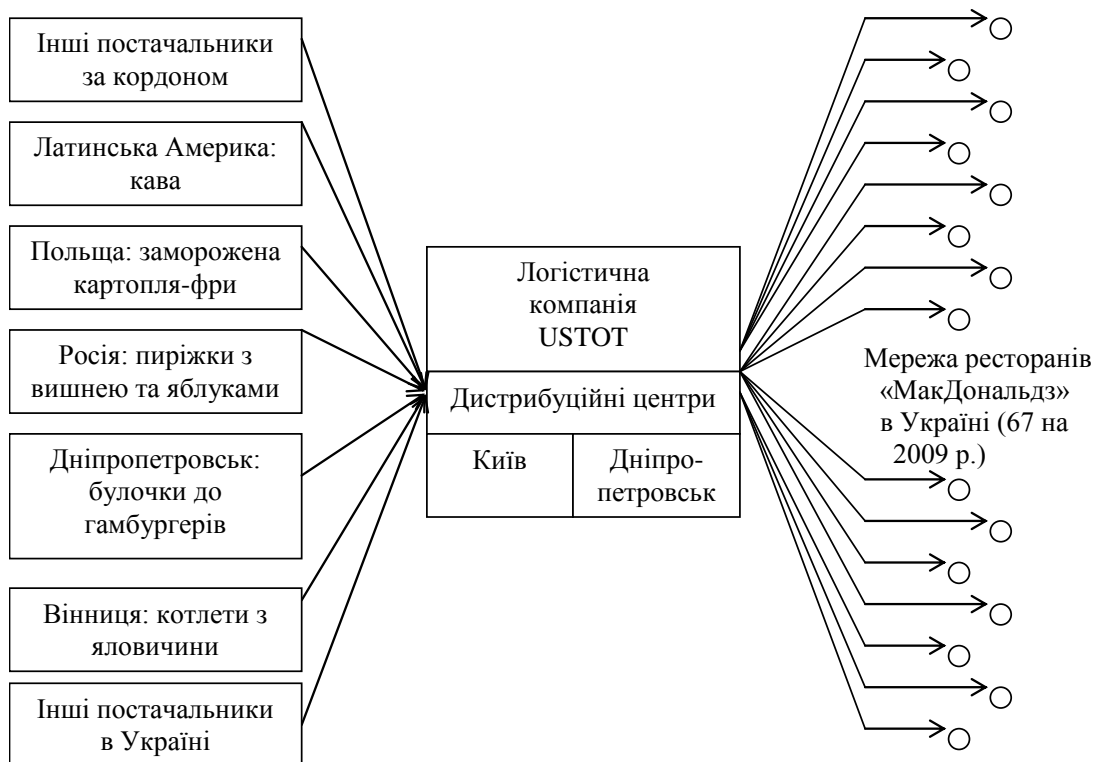 Інші постачальники
за кордоном
Латинська Америка:
кава
Польща: заморожена
картопля-фри
Росія: пиріжки з
вишнею та яблуками
Дніпропетровськ:
булочки до
гамбургерів
Вінниця: котлети з
яловичини
Інші постачальники
в Україні
Логістична
компанія
USTOT
Дистрибуційні центри
Київ
Дніпро-
петровськ
Мережа ресторанів
«МакДональдз»
в Україні (67 на
2009 р.)